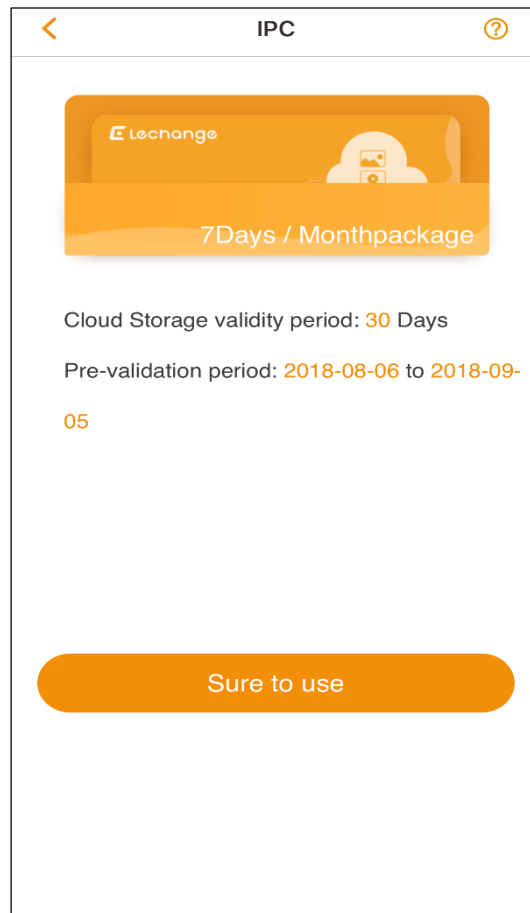 IPC
Lechange
7Days / Monthpackage
Cloud Storage validity period: 30 Days
Pre-validation period: 2018-08-06 to 2018-09-
05
Sure to use